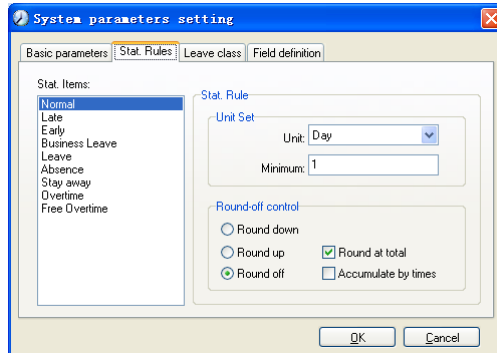 System parameters setting
Basic parameters Stat. Rules Leave class Field definition
Stat. Items:
Normal
Late
Early
Business Leave
Leave
Absence
Stay away
Overtime
Free Overtime
Stat. Rule
Unit Set
Unit: Day
Minimum: 1
Round-off control
Round down
Round up Round at total
Round off Accumulate by times
OK Cancel